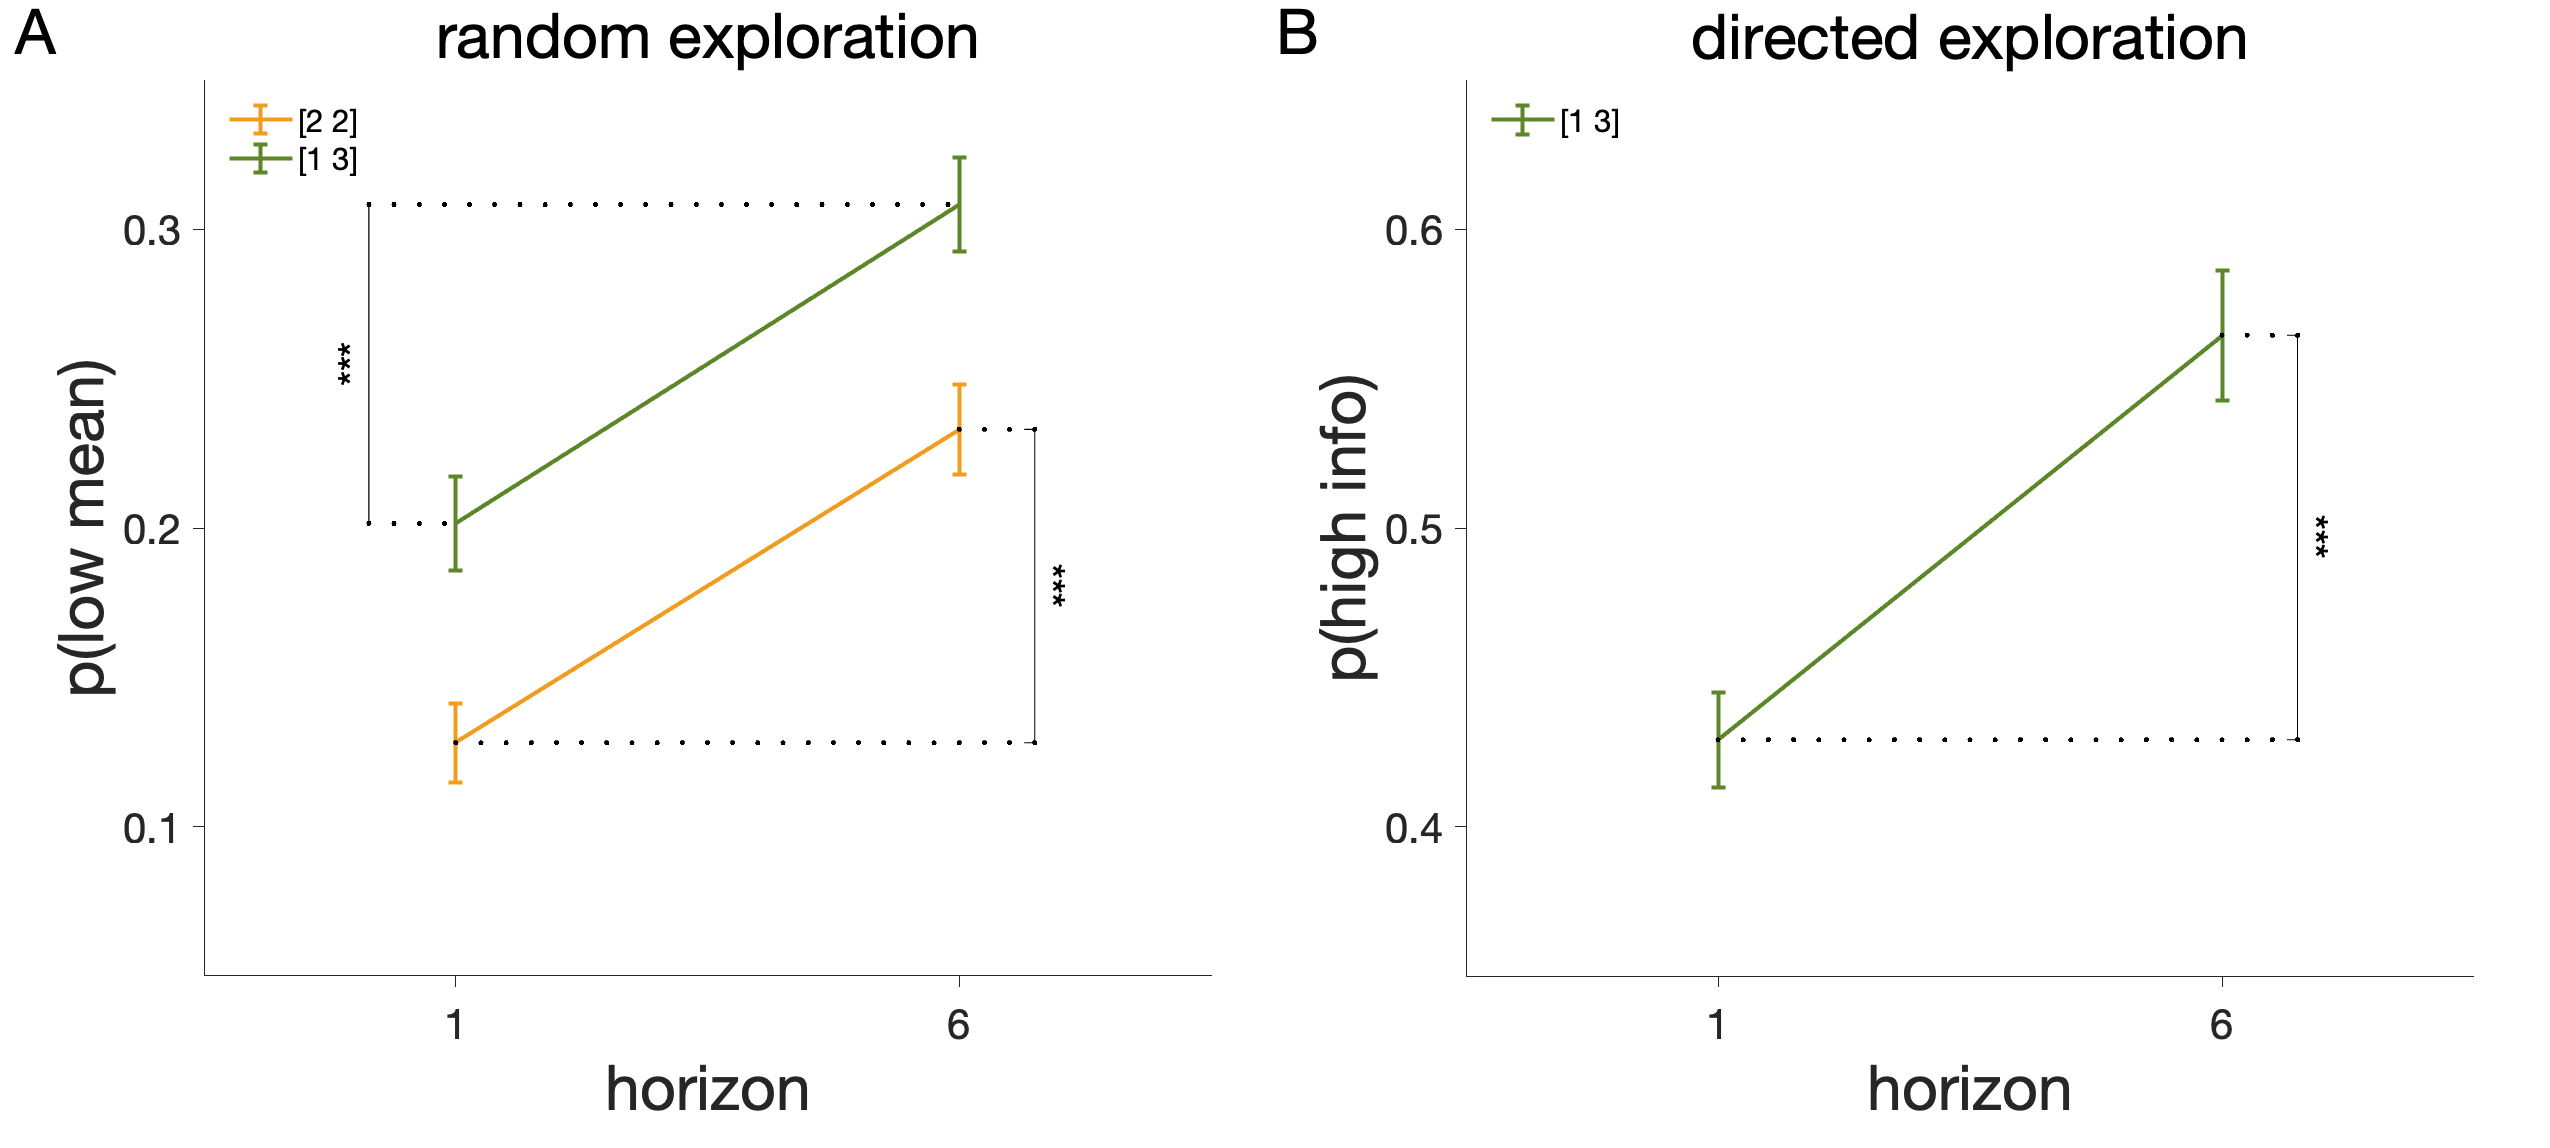 A
random exploration
[2 2]
[1 3]
0.3
0.2
0.1
p(low mean)
***
***
1
6
horizon
B
directed exploration
[1 3]
0.6
0.5
0.4
p(high info)
***
1
6
horizon